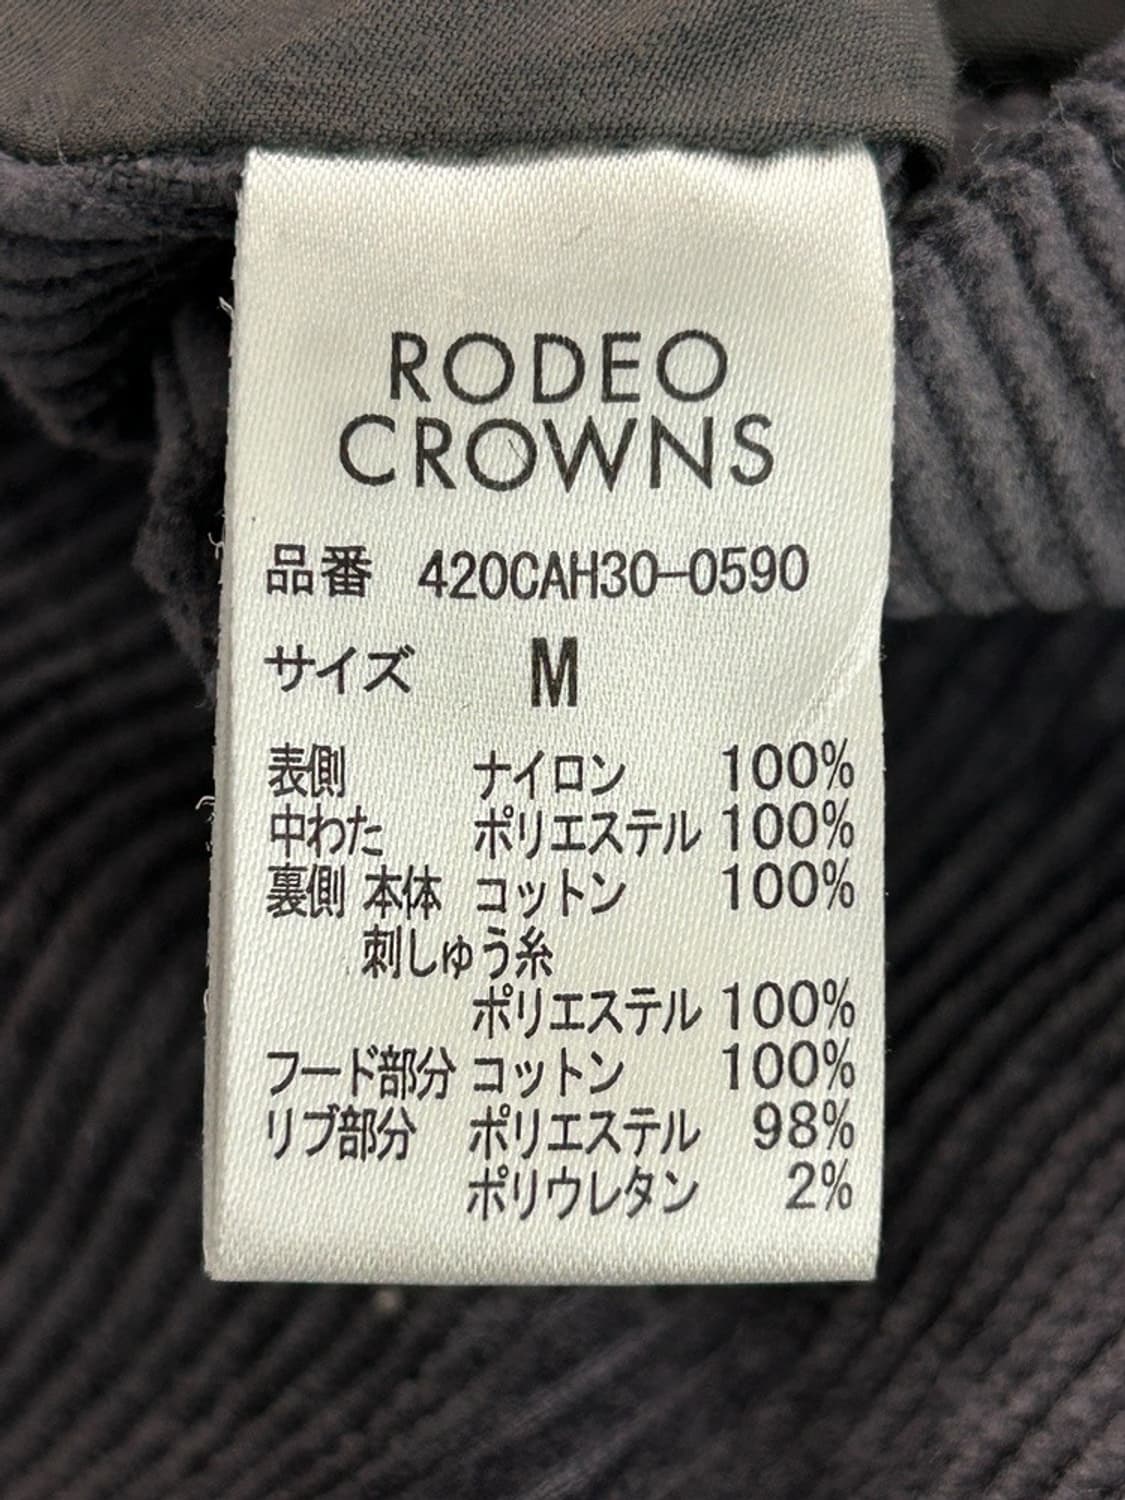 RODEO
CROWNS
品番 420CAH30-0590
サイズ M
表側 ナイロン 100%
中わた ポリエステル 100%
裏側 本体 コットン 100%
刺しゅう糸
ポリエステル 100%
フード部分 コットン 100%
リブ部分 ポリエステル 98%
ポリウレタン 2%